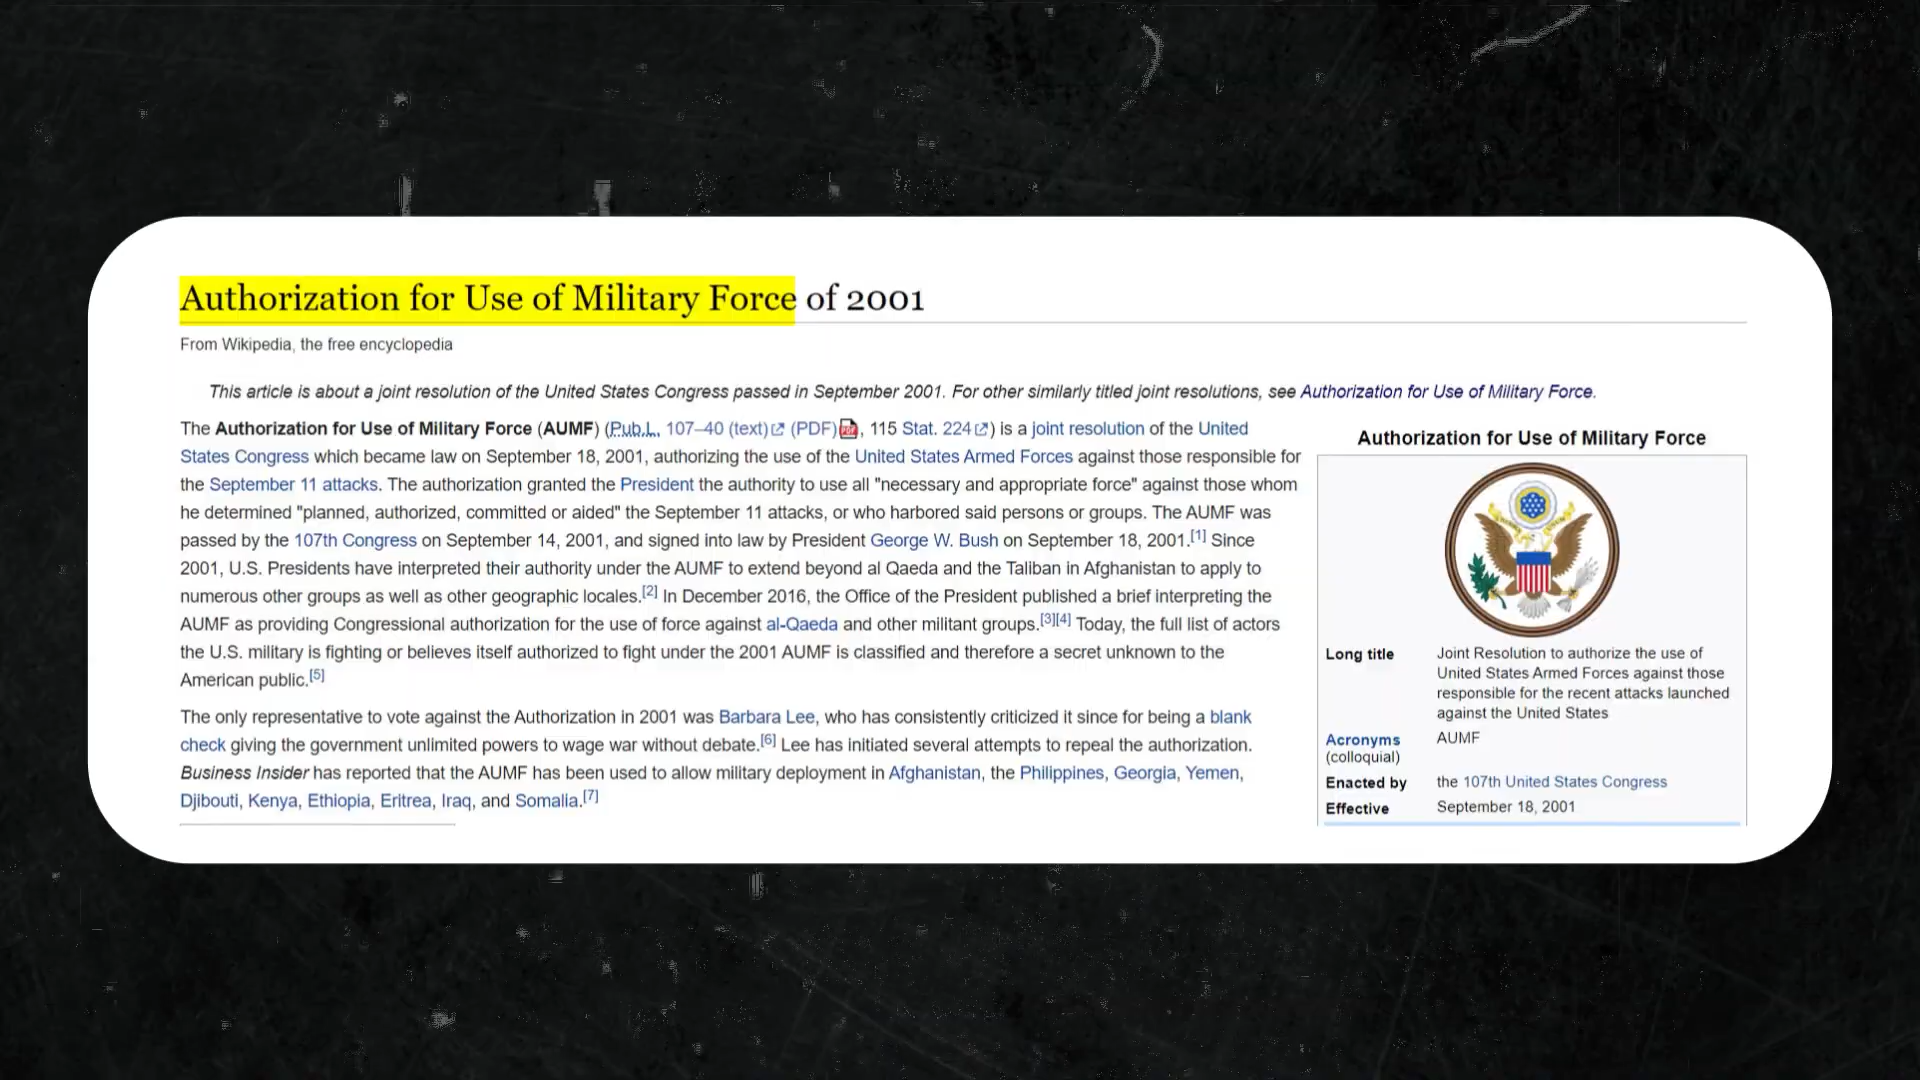 Authorization for Use of Military Force of 2001
From Wikipedia, the free encyclopedia
This article is about a joint resolution of the United States Congress passed in September 2001. For other similarly titled joint resolutions, see Authorization for Use of Military Force.
The Authorization for Use of Military Force (AUMF) (Pub.L. 107–40 (text) (PDF), 115 Stat. 224) is a joint resolution of the United
States Congress which became law on September 18, 2001, authorizing the use of the United States Armed Forces against those responsible for
the September 11 attacks. The authorization granted the President the authority to use all "necessary and appropriate force" against those whom
he determined "planned, authorized, committed or aided" the September 11 attacks, or who harbored said persons or groups. The AUMF was
passed by the 107th Congress on September 14, 2001, and signed into law by President George W. Bush on September 18, 2001.[1] Since
2001, U.S. Presidents have interpreted their authority under the AUMF to extend beyond al Qaeda and the Taliban in Afghanistan to apply to
numerous other groups as well as other geographic locales.[2] In December 2016, the Office of the President published a brief interpreting the
AUMF as providing Congressional authorization for the use of force against al-Qaeda and other militant groups.[3][4] Today, the full list of actors
the U.S. military is fighting or believes itself authorized to fight under the 2001 AUMF is classified and therefore a secret unknown to the
American public.[5]
The only representative to vote against the Authorization in 2001 was Barbara Lee, who has consistently criticized it since for being a blank
check giving the government unlimited powers to wage war without debate.[6] Lee has initiated several attempts to repeal the authorization.
Business Insider has reported that the AUMF has been used to allow military deployment in Afghanistan, the Philippines, Georgia, Yemen,
Djibouti, Kenya, Ethiopia, Eritrea, Iraq, and Somalia.[7]
Authorization for Use of Military Force
Long title Joint Resolution to authorize the use of
United States Armed Forces against those
responsible for the recent attacks launched
against the United States
Acronyms AUMF
(colloquial)
Enacted by the 107th United States Congress
Effective September 18, 2001